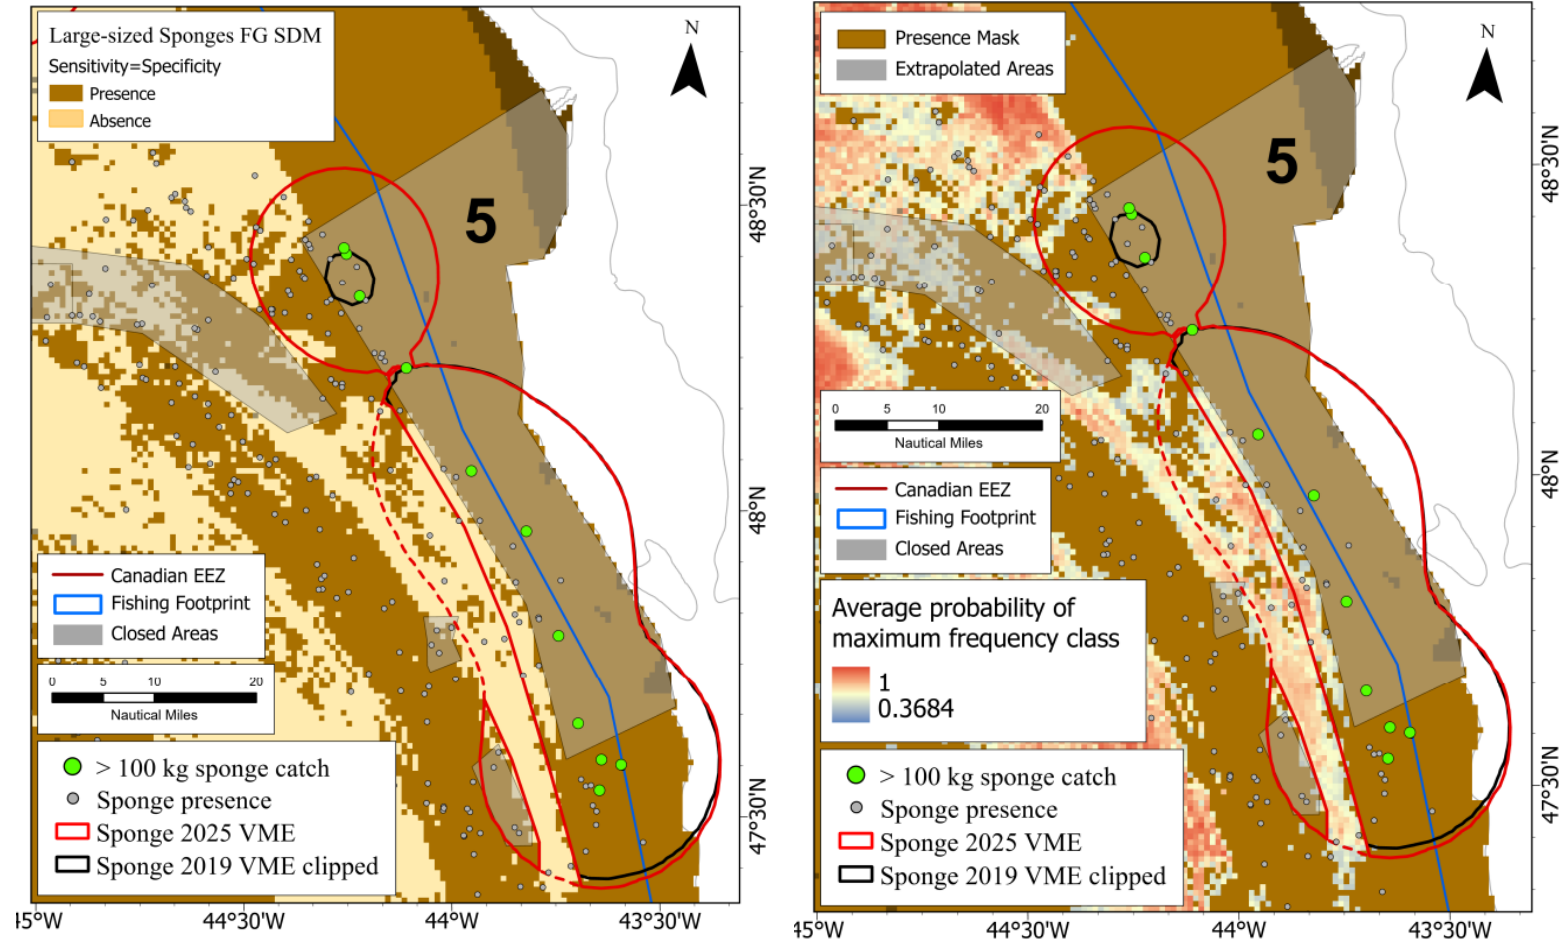 Large-sized Sponges FG SDM
Sensitivity=Specificity
Presence
Absence
N
5
48°30'N
48°N
47°30'N
Canadian EEZ
Fishing Footprint
Closed Areas
0 5 10 20
Nautical Miles
> 100 kg sponge catch
Sponge presence
Sponge 2025 VME
Sponge 2019 VME clipped
45°W 44°30'W 44°W 43°30'W
Presence Mask
Extrapolated Areas
N
5
48°30'N
48°N
47°30'N
0 5 10 20
Nautical Miles
Canadian EEZ
Fishing Footprint
Closed Areas
Average probability of
maximum frequency class
1
0.3684
> 100 kg sponge catch
Sponge presence
Sponge 2025 VME
Sponge 2019 VME clipped
45°W 44°30'W 44°W 43°30'W